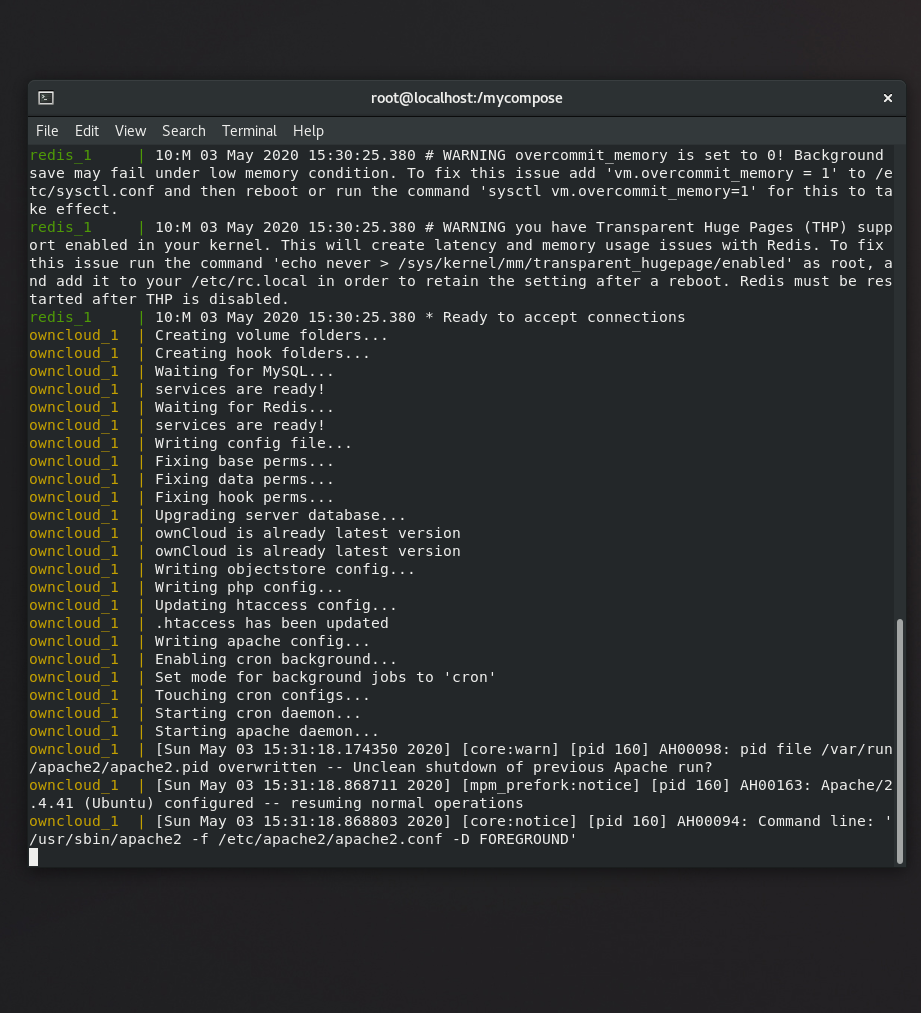 root@localhost:/mycompose
File Edit View Search Terminal Help
redis_1     | 10:M 03 May 2020 15:30:25.380 # WARNING overcommit_memory is set to 0! Background
save may fail under low memory condition. To fix this issue add 'vm.overcommit_memory = 1' to /e
tc/sysctl.conf and then reboot or run the command 'sysctl vm.overcommit_memory=1' for this to ta
ke effect.
redis_1     | 10:M 03 May 2020 15:30:25.380 # WARNING you have Transparent Huge Pages (THP) supp
ort enabled in your kernel. This will create latency and memory usage issues with Redis. To fix
this issue run the command 'echo never > /sys/kernel/mm/transparent_hugepage/enabled' as root, a
nd add it to your /etc/rc.local in order to retain the setting after a reboot. Redis must be res
tarted after THP is disabled.
redis_1     | 10:M 03 May 2020 15:30:25.380 * Ready to accept connections
owncloud_1  | Creating volume folders...
owncloud_1  | Creating hook folders...
owncloud_1  | Waiting for MySQL...
owncloud_1  | services are ready!
owncloud_1  | Waiting for Redis...
owncloud_1  | services are ready!
owncloud_1  | Writing config file...
owncloud_1  | Fixing base perms...
owncloud_1  | Fixing data perms...
owncloud_1  | Fixing hook perms...
owncloud_1  | Upgrading server database...
owncloud_1  | ownCloud is already latest version
owncloud_1  | ownCloud is already latest version
owncloud_1  | Writing objectstore config...
owncloud_1  | Writing php config...
owncloud_1  | Updating htaccess config...
owncloud_1  | .htaccess has been updated
owncloud_1  | Writing apache config...
owncloud_1  | Enabling cron background...
owncloud_1  | Set mode for background jobs to 'cron'
owncloud_1  | Touching cron configs...
owncloud_1  | Starting cron daemon...
owncloud_1  | Starting apache daemon...
owncloud_1  | [Sun May 03 15:31:18.174350 2020] [core:warn] [pid 160] AH00098: pid file /var/run
/apache2/apache2.pid overwritten -- Unclean shutdown of previous Apache run?
owncloud_1  | [Sun May 03 15:31:18.868711 2020] [mpm_prefork:notice] [pid 160] AH00163: Apache/2
.4.41 (Ubuntu) configured -- resuming normal operations
owncloud_1  | [Sun May 03 15:31:18.868803 2020] [core:notice] [pid 160] AH00094: Command line: '
/usr/sbin/apache2 -f /etc/apache2/apache2.conf -D FOREGROUND'